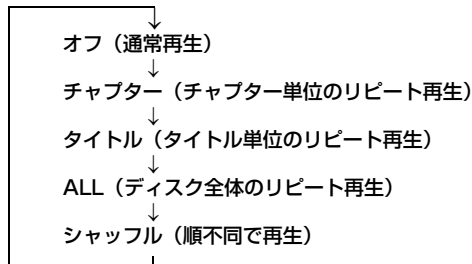 オフ（通常再生）
↓
チャプター（チャプター単位のリピート再生）
↓
タイトル（タイトル単位のリピート再生）
↓
ALL（ディスク全体のリピート再生）
↓
シャッフル（順不同で再生）